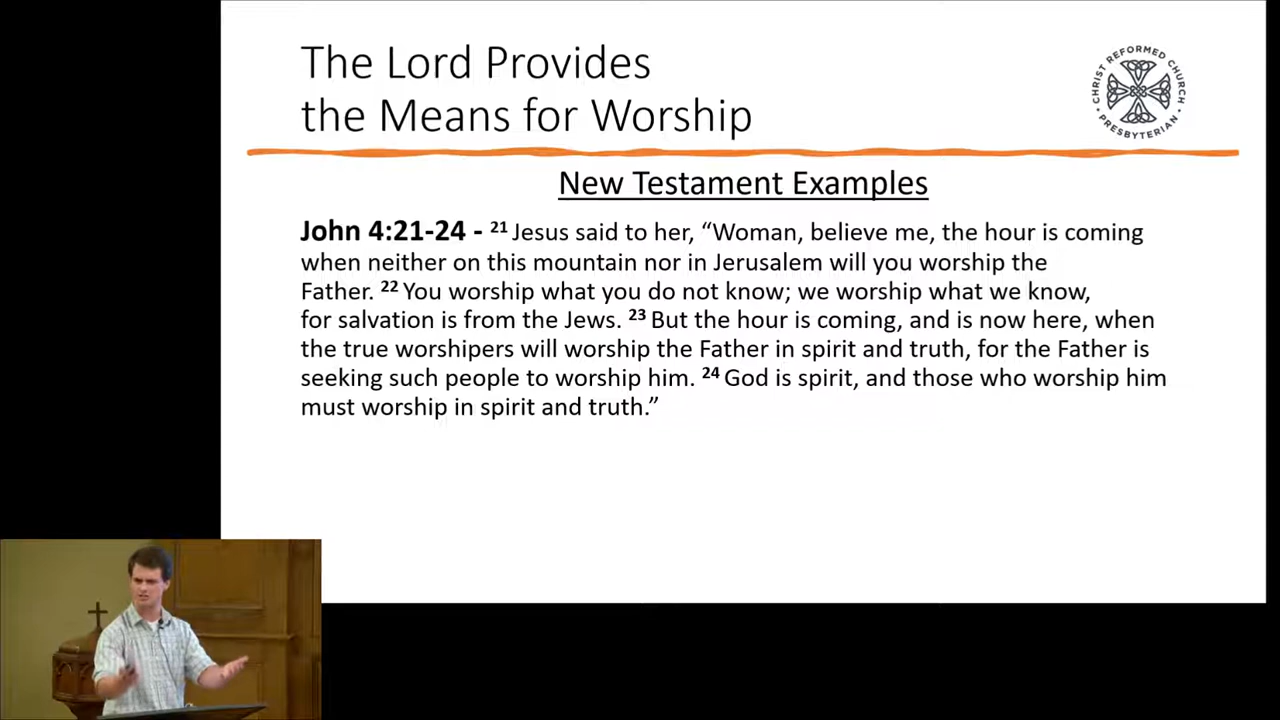 The Lord Provides
the Means for Worship
CHRIST REFORMED CHURCH
PRESBYTERIAN
New Testament Examples
John 4:21-24 - 21 Jesus said to her, “Woman, believe me, the hour is coming
when neither on this mountain nor in Jerusalem will you worship the
Father. 22 You worship what you do not know; we worship what we know,
for salvation is from the Jews. 23 But the hour is coming, and is now here, when
the true worshipers will worship the Father in spirit and truth, for the Father is
seeking such people to worship him. 24 God is spirit, and those who worship him
must worship in spirit and truth.”